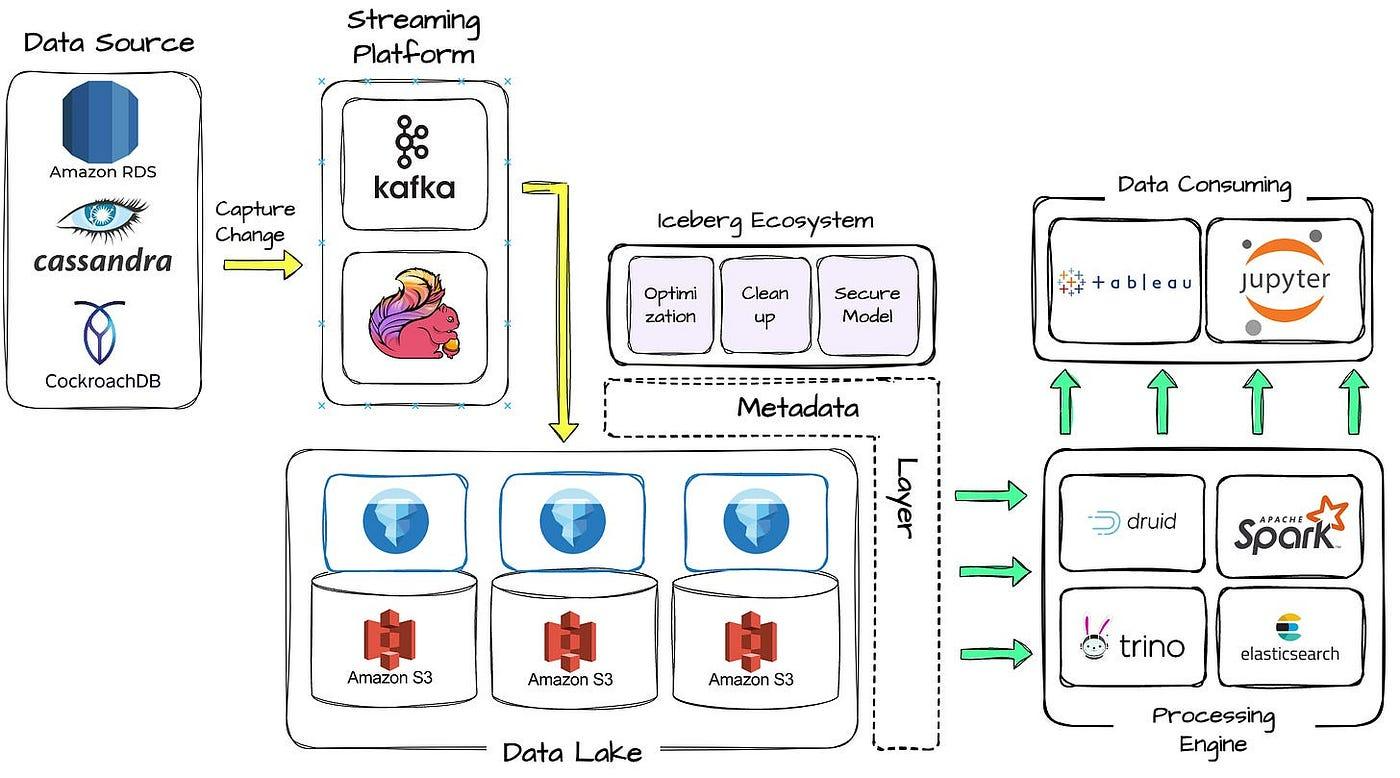 Data Source
Amazon RDS
cassandra
CockroachDB
Capture
Change
Streaming
Platform
kafka
Iceberg Ecosystem
Optimi
zation
Clean
up
Secure
Model
Metadata
Layer
Amazon S3
Amazon S3
Amazon S3
Data Lake
Data Consuming
+ableau
jupyter
druid
APACHE
Spark
trino
elasticsearch
Processing
Engine